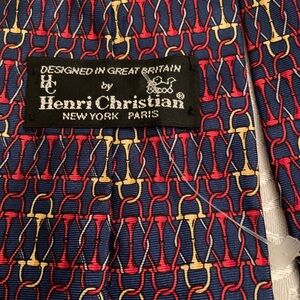 DESIGNED IN GREAT BRITAIN
HC by
Henri Christian®
NEW YORK PARIS